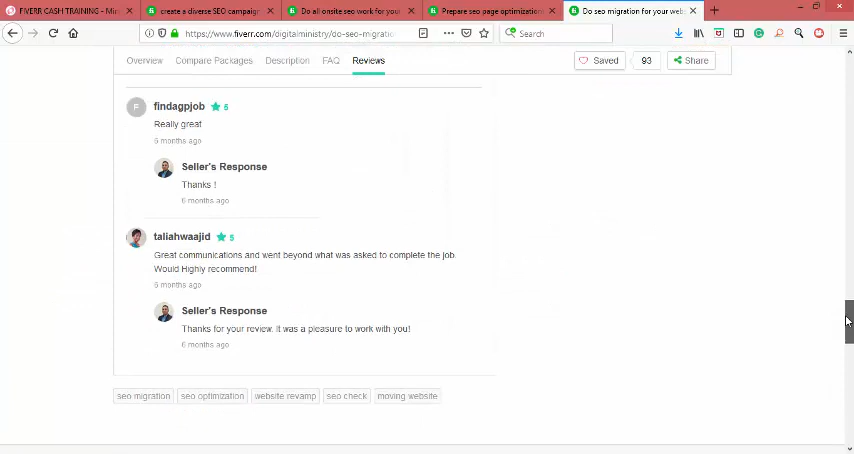 FIVERR CASH TRAINING - Min
create a diverse SEO campaign
Do all onsite seo work for your
Prepare seo page optimization
Do seo migration for your web
https://www.fiverr.com/digitalministry/do-seo-migratio
Search
Overview Compare Packages Description FAQ Reviews
Saved 93 Share
F findagpjob 5
Really great
6 months ago
Seller's Response
Thanks !
6 months ago
taliahwaajid 5
Great communications and went beyond what was asked to complete the job.
Would Highly recommend!
6 months ago
Seller's Response
Thanks for your review. It was a pleasure to work with you!
6 months ago
seo migration seo optimization website revamp seo check moving website